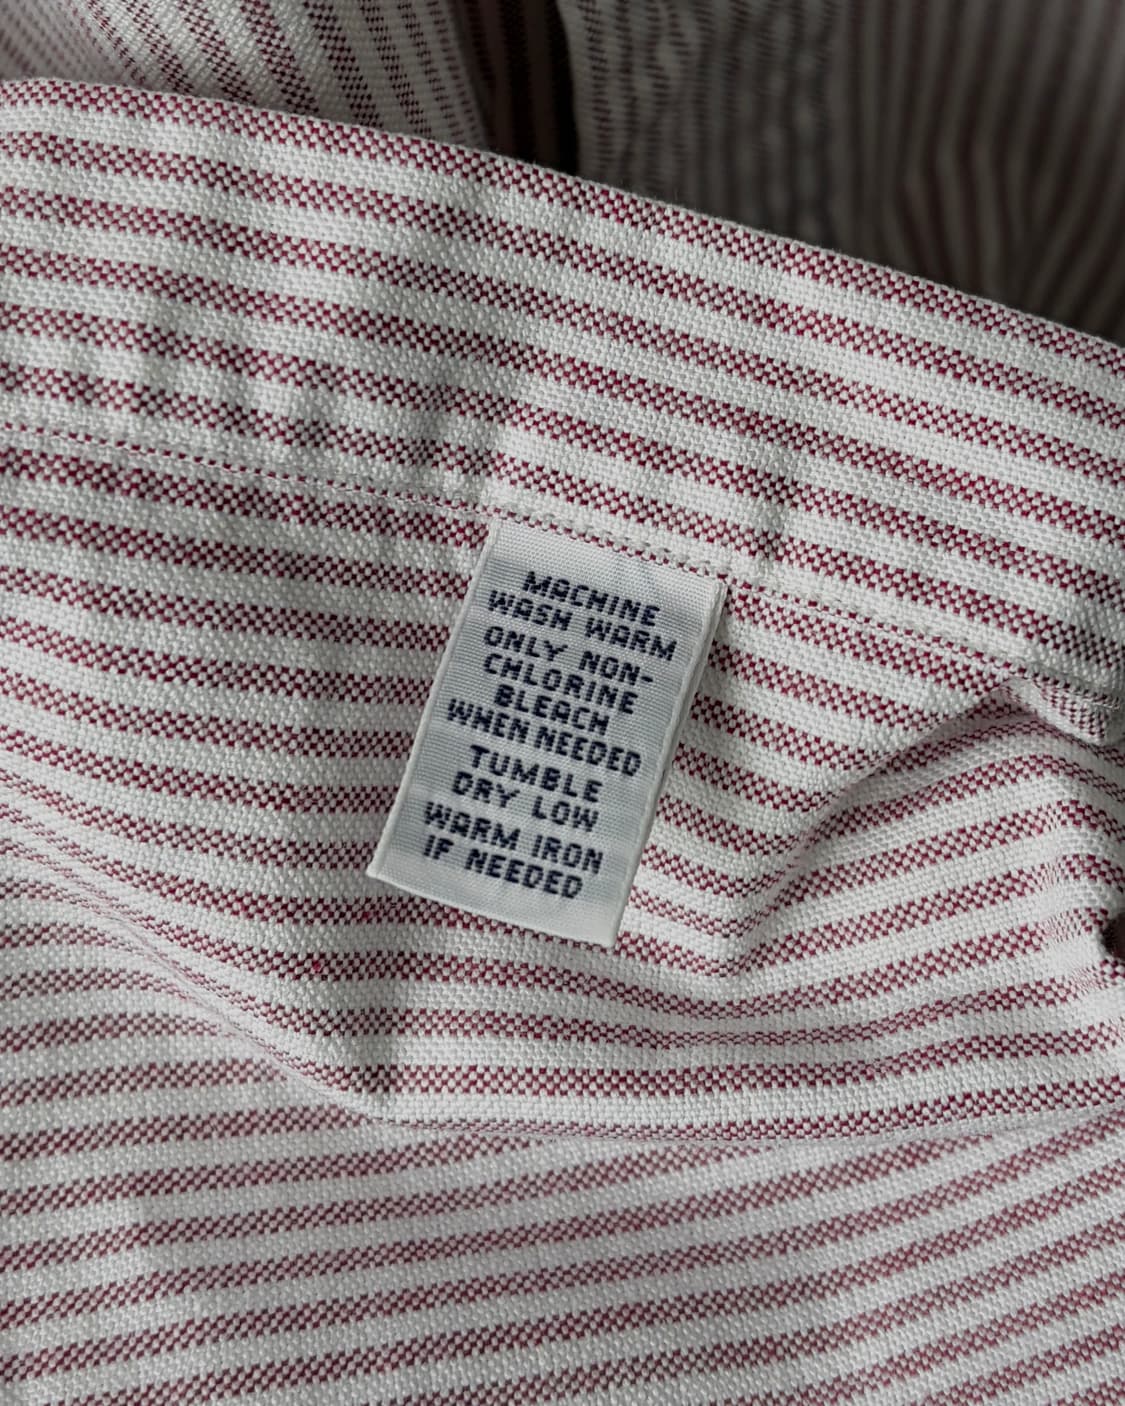 MACHINE
WASH WARM
ONLY NON-
CHLORINE
BLEACH
WHEN NEEDED
TUMBLE
DRY LOW
WARM IRON
IF NEEDED